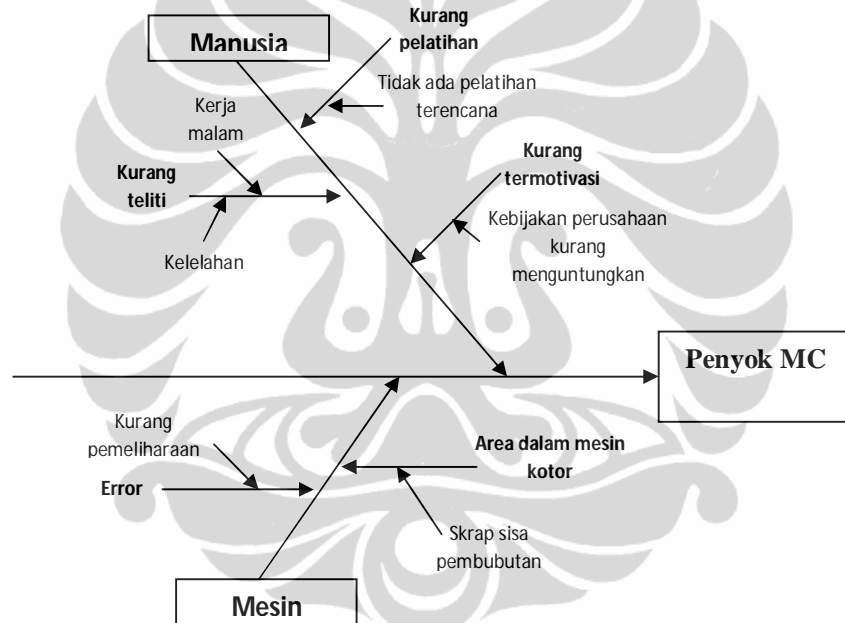 Manusia
Kurang
pelatihan
Tidak ada pelatihan
terencana
Kerja
malam
Kurang
teliti
Kelelahan
Kurang
termotivasi
Kebijakan perusahaan
kurang
menguntungkan
Penyok MC
Kurang
pemeliharaan
Error
Area dalam mesin
kotor
Skrap sisa
pembubutan
Mesin